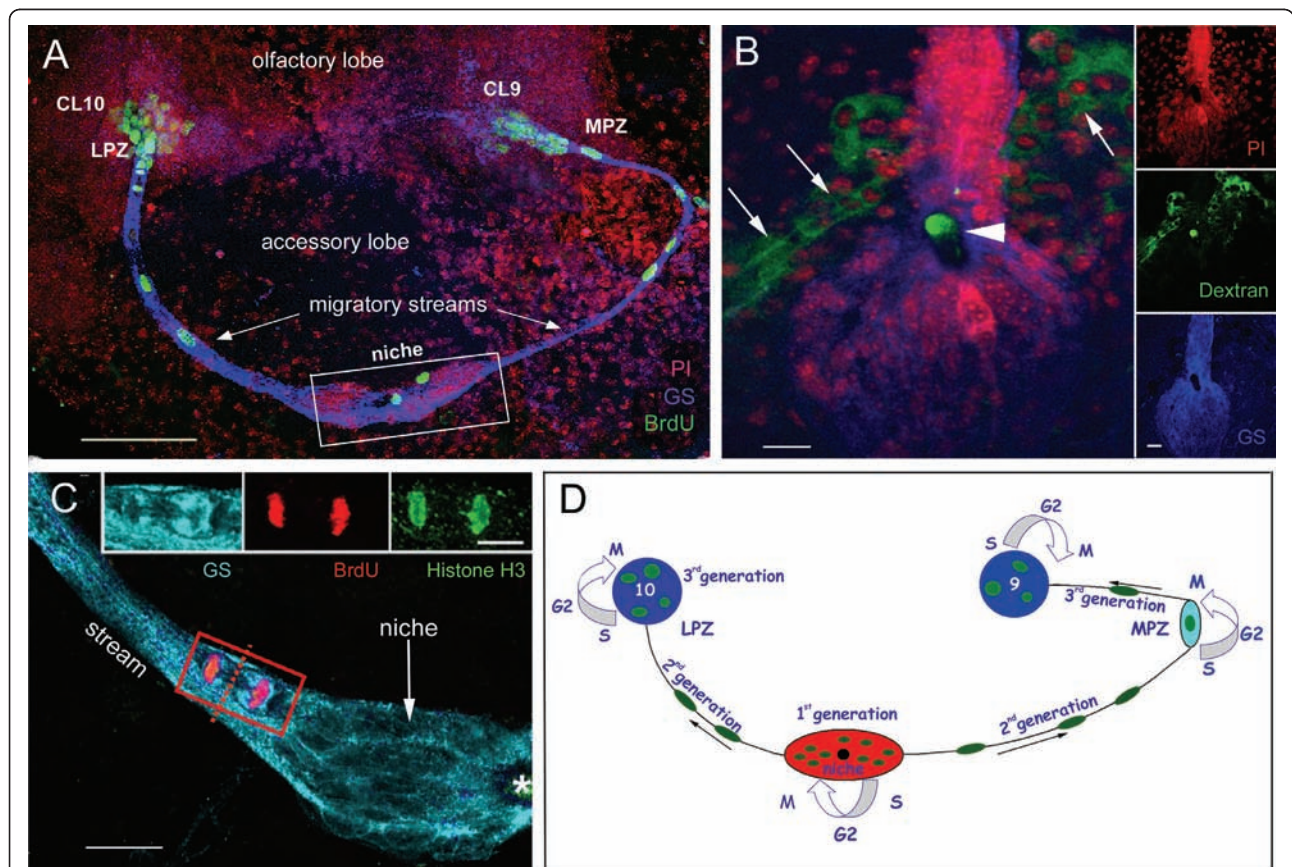 A
olfactory lobe
CL10
CL9
LPZ
MPZ
accessory lobe
migratory streams
niche
PI
GS
BrdU
B
PI
Dextran
GS
C
GS
BrdU
Histone H3
stream
niche
*
D
G2
S
M
M
3rd generation
10
9
G2
3rd generation
M
S
LPZ
MPZ
G2
S
2nd generation
1st generation
2nd generation
niche
M
S
G2